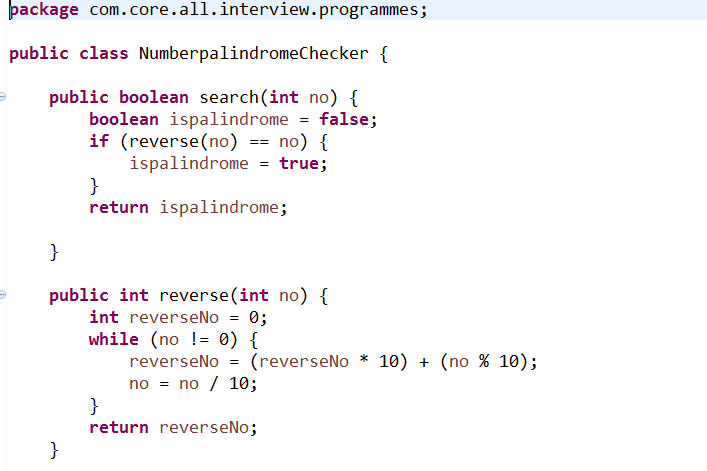 package com.core.all.interview.programmes;
public class NumberpalindromeChecker {
public boolean search(int no) {
boolean ispalindrome = false;
if (reverse(no) == no) {
ispalindrome = true;
}
return ispalindrome;
}
public int reverse(int no) {
int reverseNo = 0;
while (no != 0) {
reverseNo = (reverseNo * 10) + (no % 10);
no = no / 10;
}
return reverseNo;
}